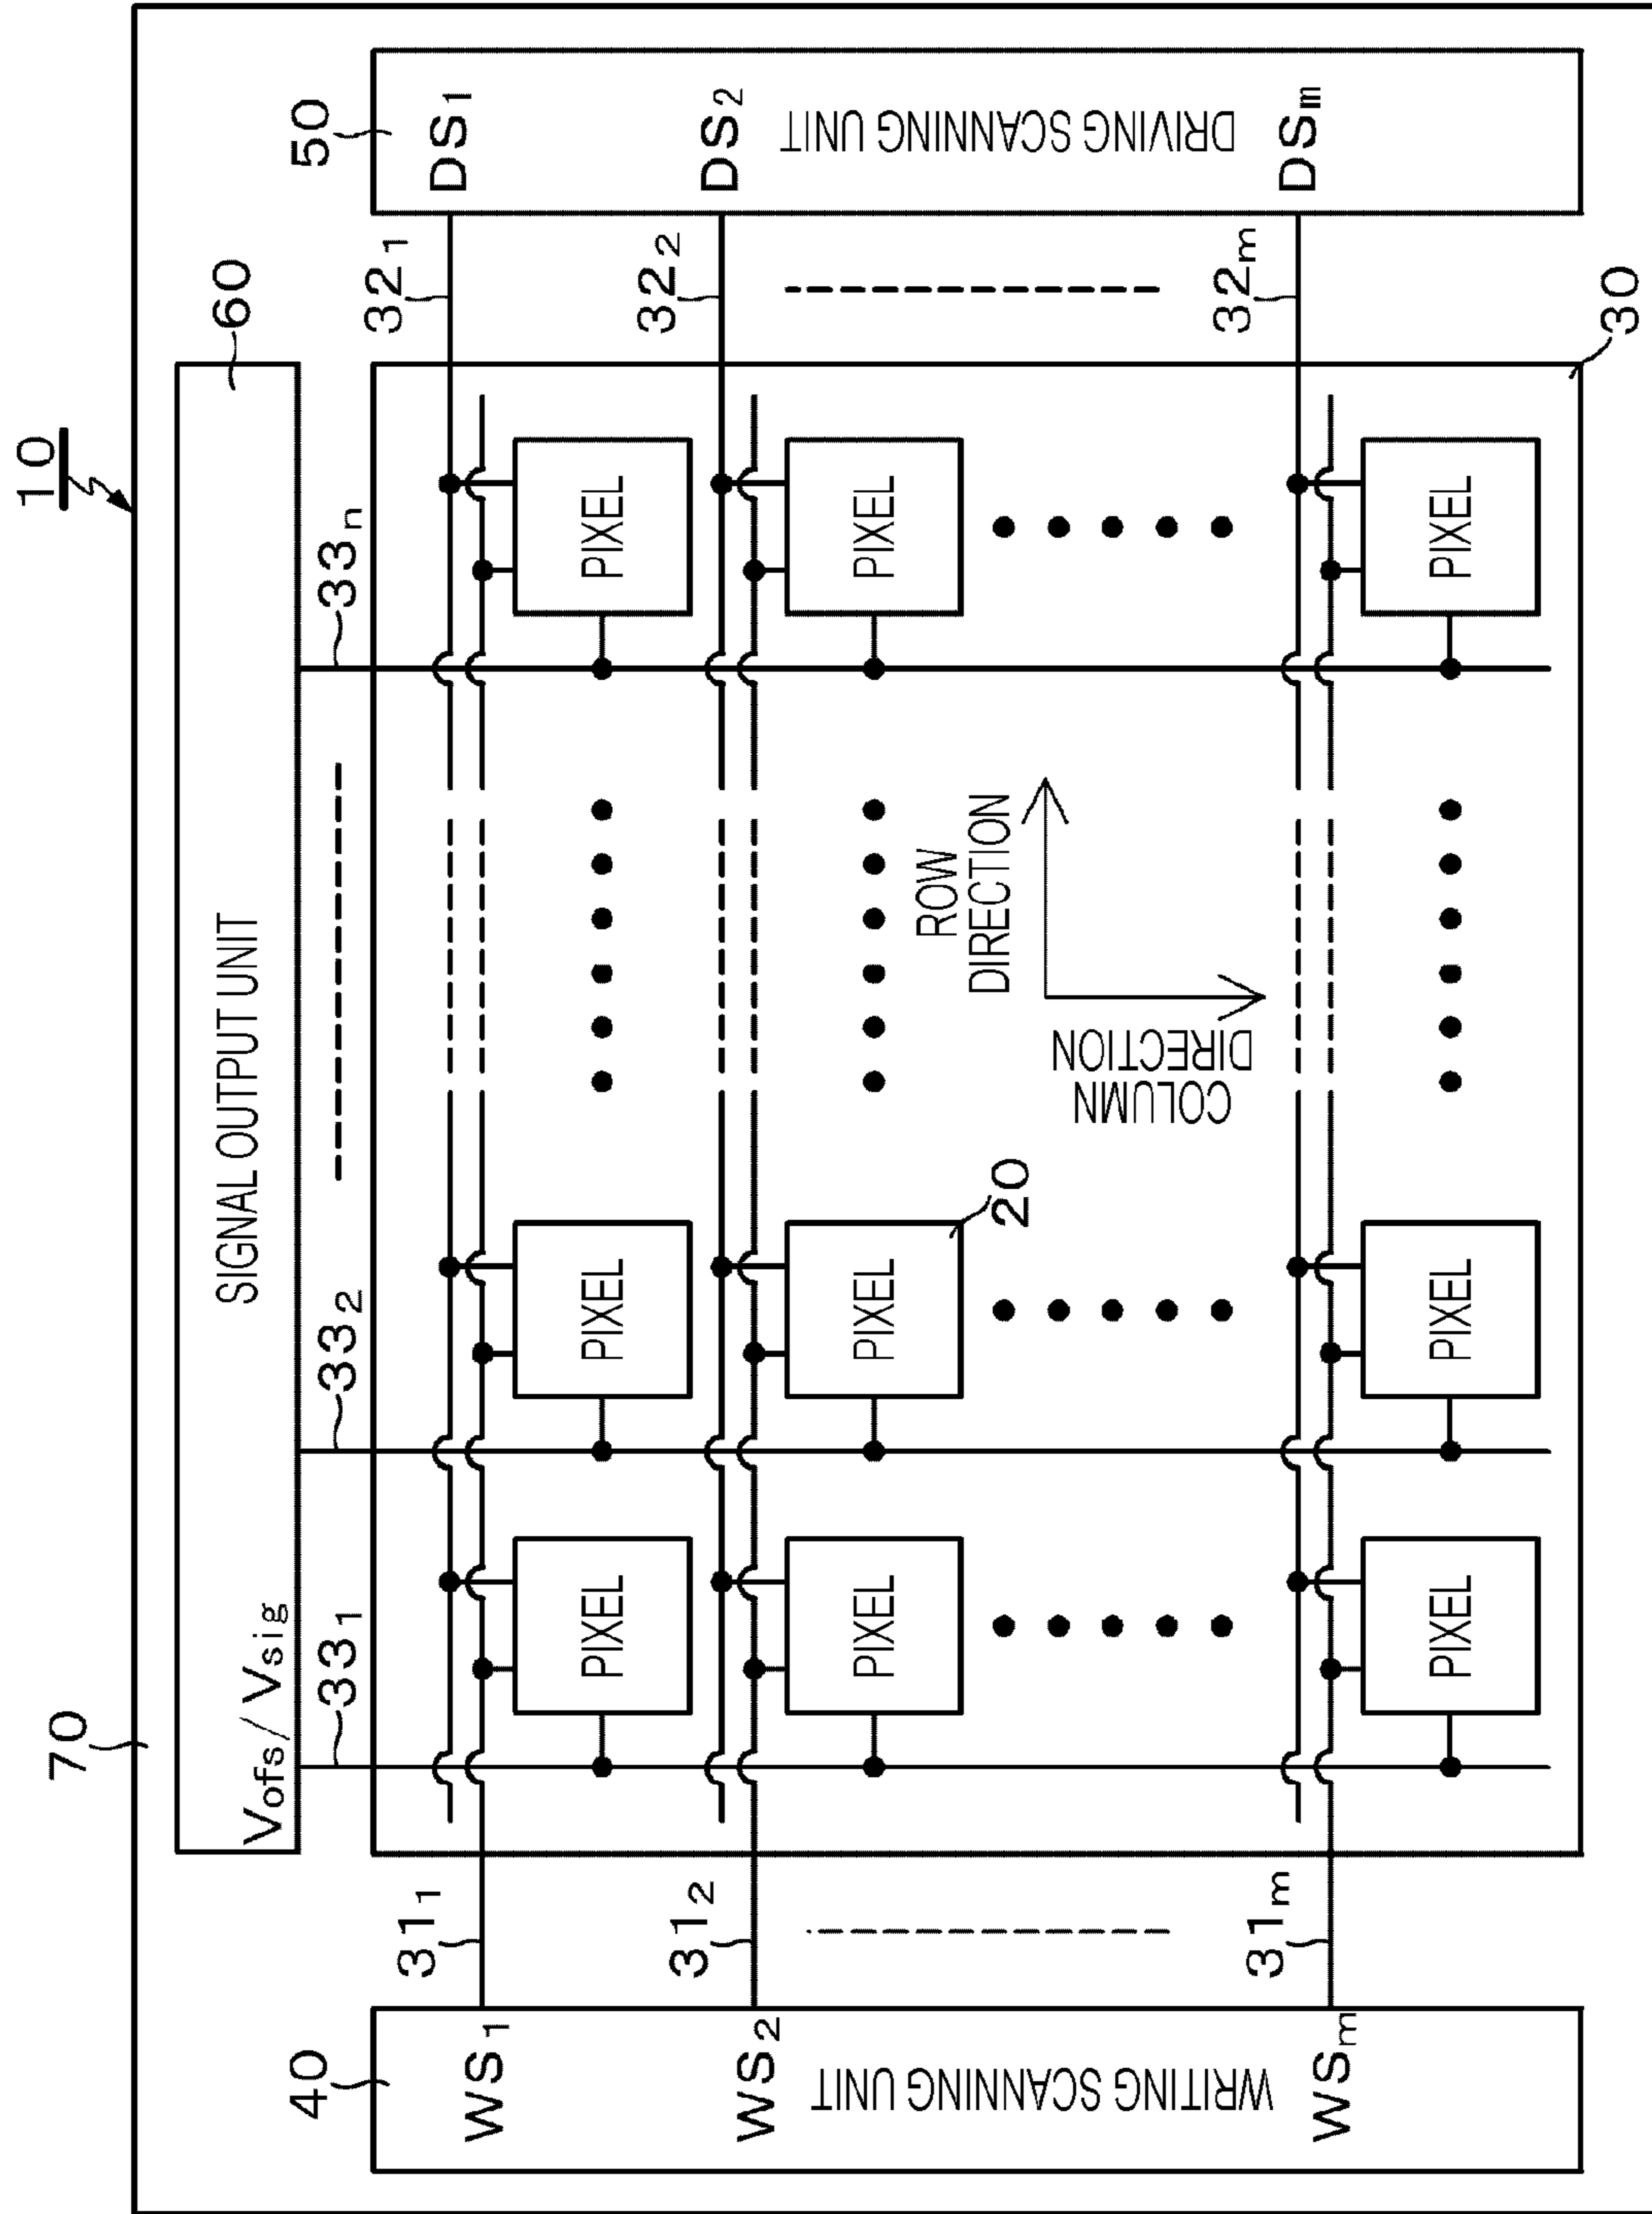 10
70
SIGNAL OUTPUT UNIT
60
Vofs/Vsig
33₁
33₂
33ₙ
40
50
WS₁
31₁
32₁
DS₁
PIXEL
PIXEL
PIXEL
WS₂
31₂
32₂
DS₂
PIXEL
PIXEL
PIXEL
20
WRITING SCANNING UNIT
DRIVING SCANNING UNIT
ROW
DIRECTION
COLUMN
DIRECTION
WSₘ
31ₘ
32ₘ
DSₘ
PIXEL
PIXEL
PIXEL
30